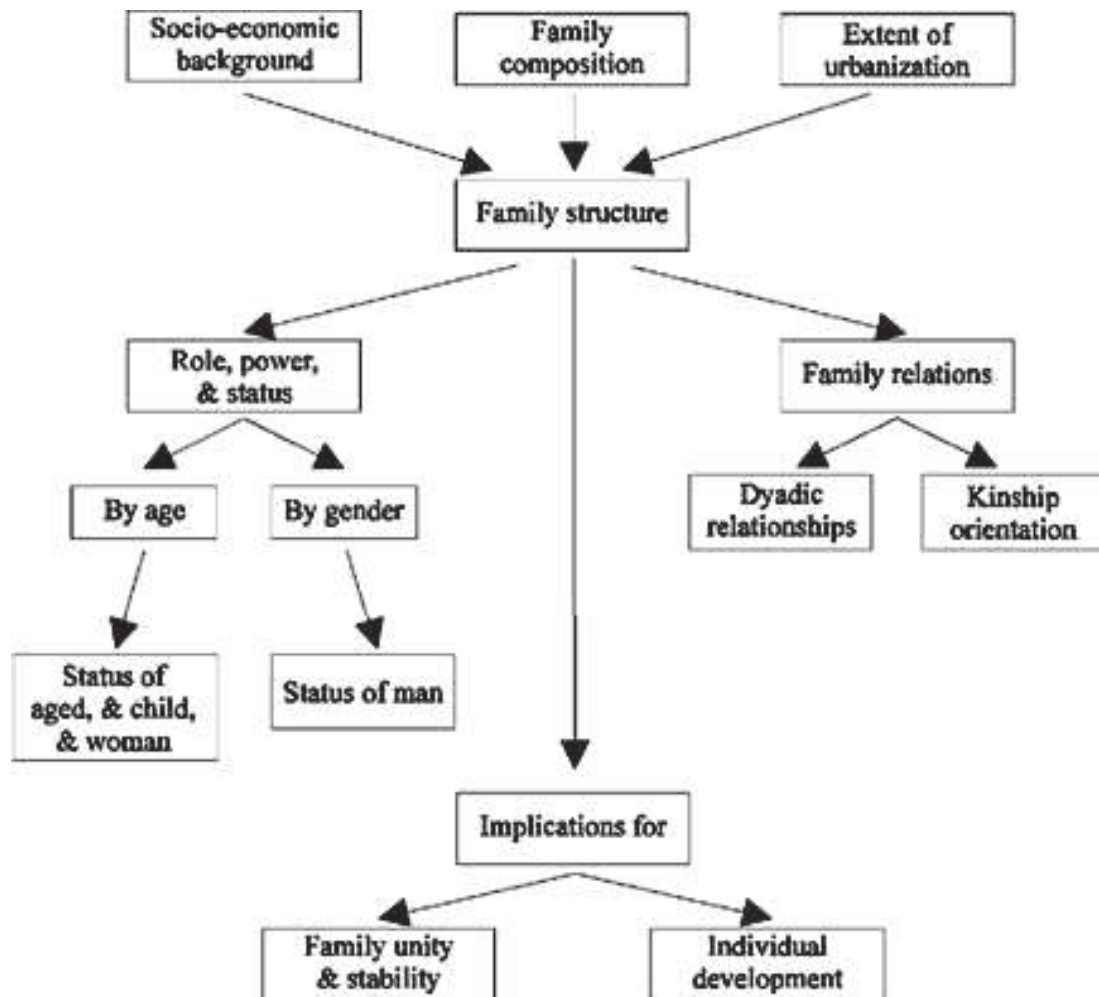 Socio-economic
background
Family
composition
Extent of
urbanization
Family structure
Role, power,
& status
Family relations
By age
By gender
Dyadic
relationships
Kinship
orientation
Status of
aged, & child,
& woman
Status of man
Implications for
Family unity
& stability
Individual
development